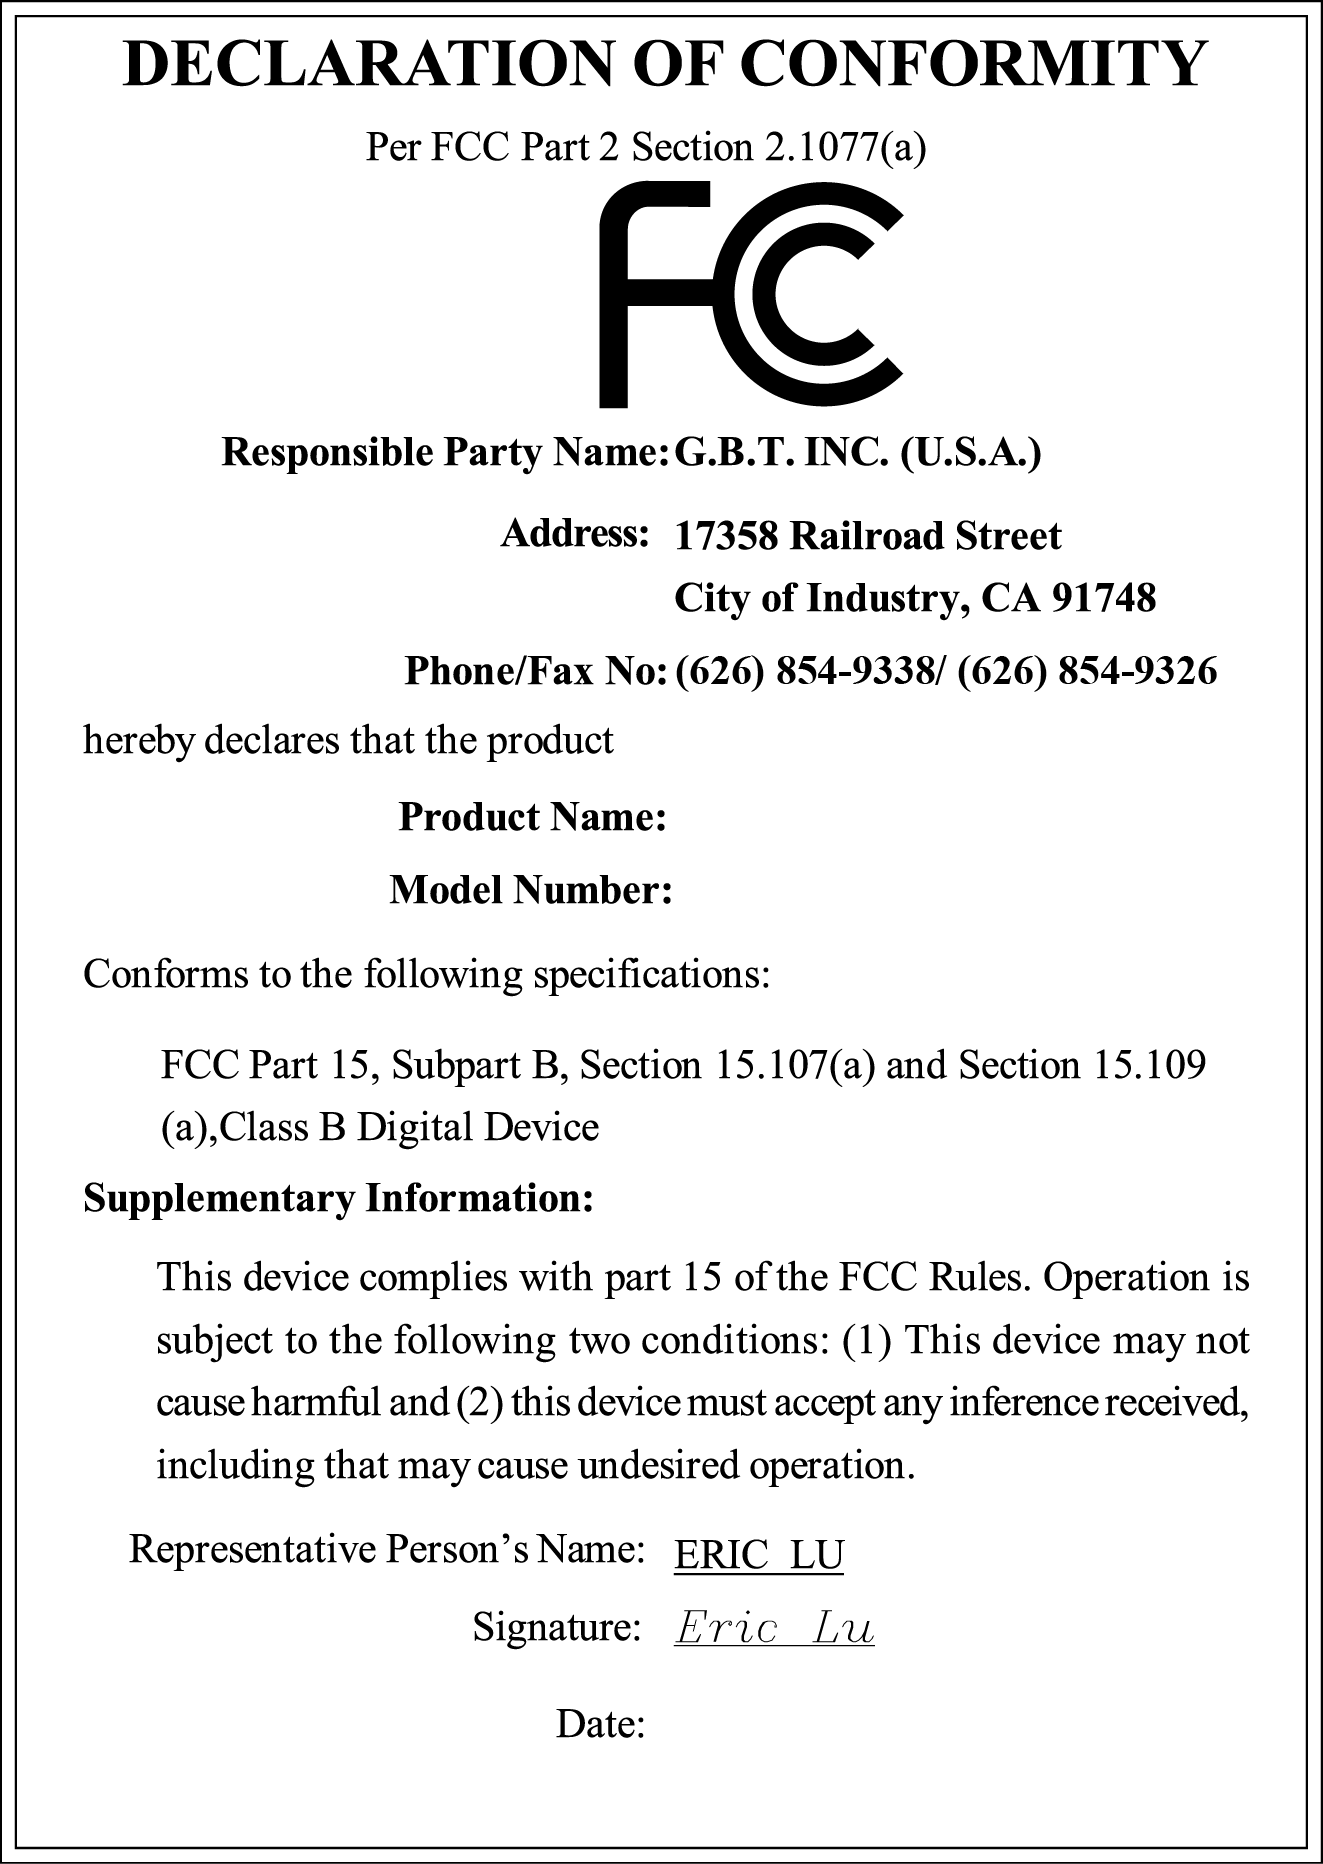 DECLARATION OF CONFORMITY
Per FCC Part 2 Section 2.1077(a)
FCC
Responsible Party Name: G.B.T. INC. (U.S.A.)
Address: 17358 Railroad Street
City of Industry, CA 91748
Phone/Fax No: (626) 854-9338/ (626) 854-9326
hereby declares that the product
Product Name:
Model Number:
Conforms to the following specifications:
FCC Part 15, Subpart B, Section 15.107(a) and Section 15.109
(a),Class B Digital Device
Supplementary Information:
This device complies with part 15 of the FCC Rules. Operation is
subject to the following two conditions: (1) This device may not
cause harmful and (2) this device must accept any inference received,
including that may cause undesired operation.
Representative Person’s Name: ERIC LU
Signature: Eric Lu
Date: